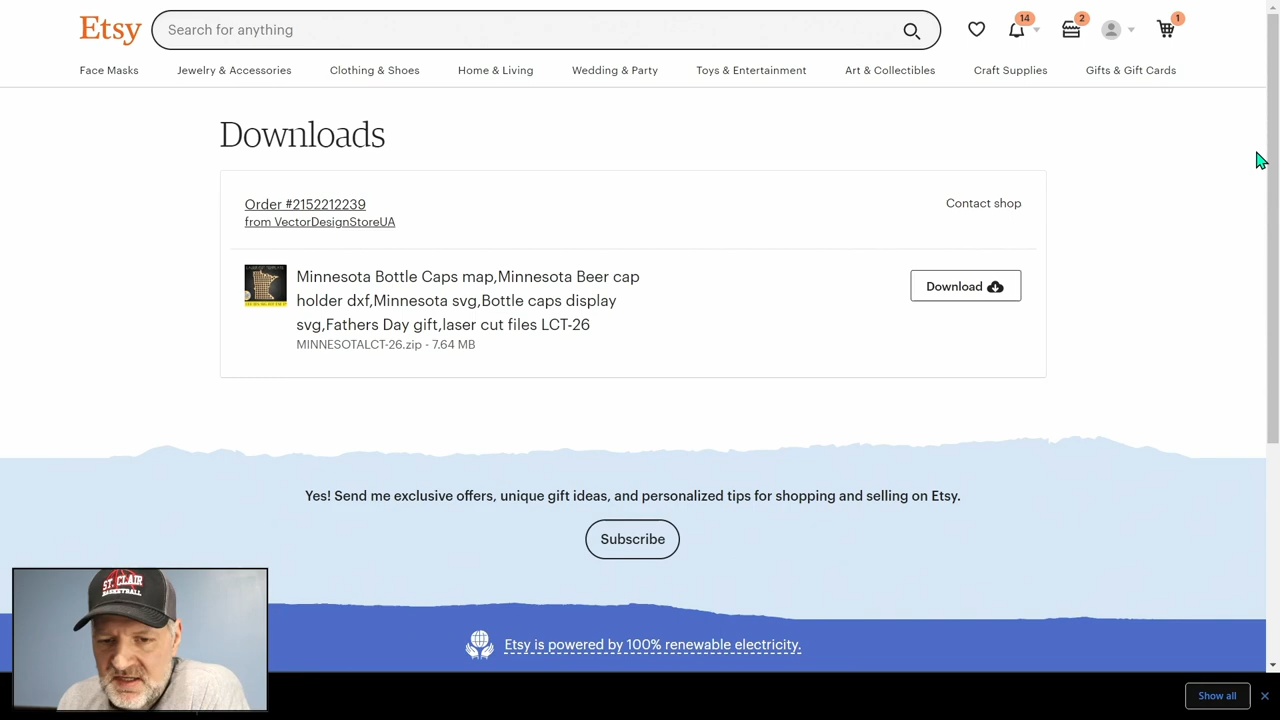 Etsy
Search for anything
14
2
1
Face Masks
Jewelry & Accessories
Clothing & Shoes
Home & Living
Wedding & Party
Toys & Entertainment
Art & Collectibles
Craft Supplies
Gifts & Gift Cards
Downloads
Order #2152212239
from VectorDesignStoreUA
Contact shop
Minnesota Bottle Caps map,Minnesota Beer cap
holder dxf,Minnesota svg,Bottle caps display
svg,Fathers Day gift,laser cut files LCT-26
MINNESOTALCT-26.zip - 7.64 MB
Download
Yes! Send me exclusive offers, unique gift ideas, and personalized tips for shopping and selling on Etsy.
Subscribe
Etsy is powered by 100% renewable electricity.
ST. CLAIR
BASKETBALL
Show all